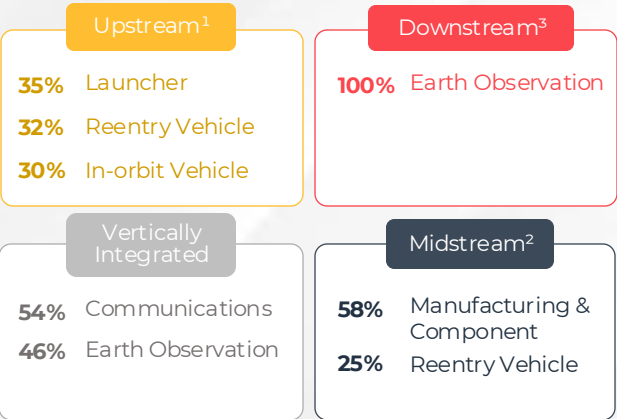 Upstream¹
35% Launcher
32% Reentry Vehicle
30% In-orbit Vehicle
Downstream³
100% Earth Observation
Vertically
Integrated
54% Communications
46% Earth Observation
Midstream²
58% Manufacturing &
Component
25% Reentry Vehicle